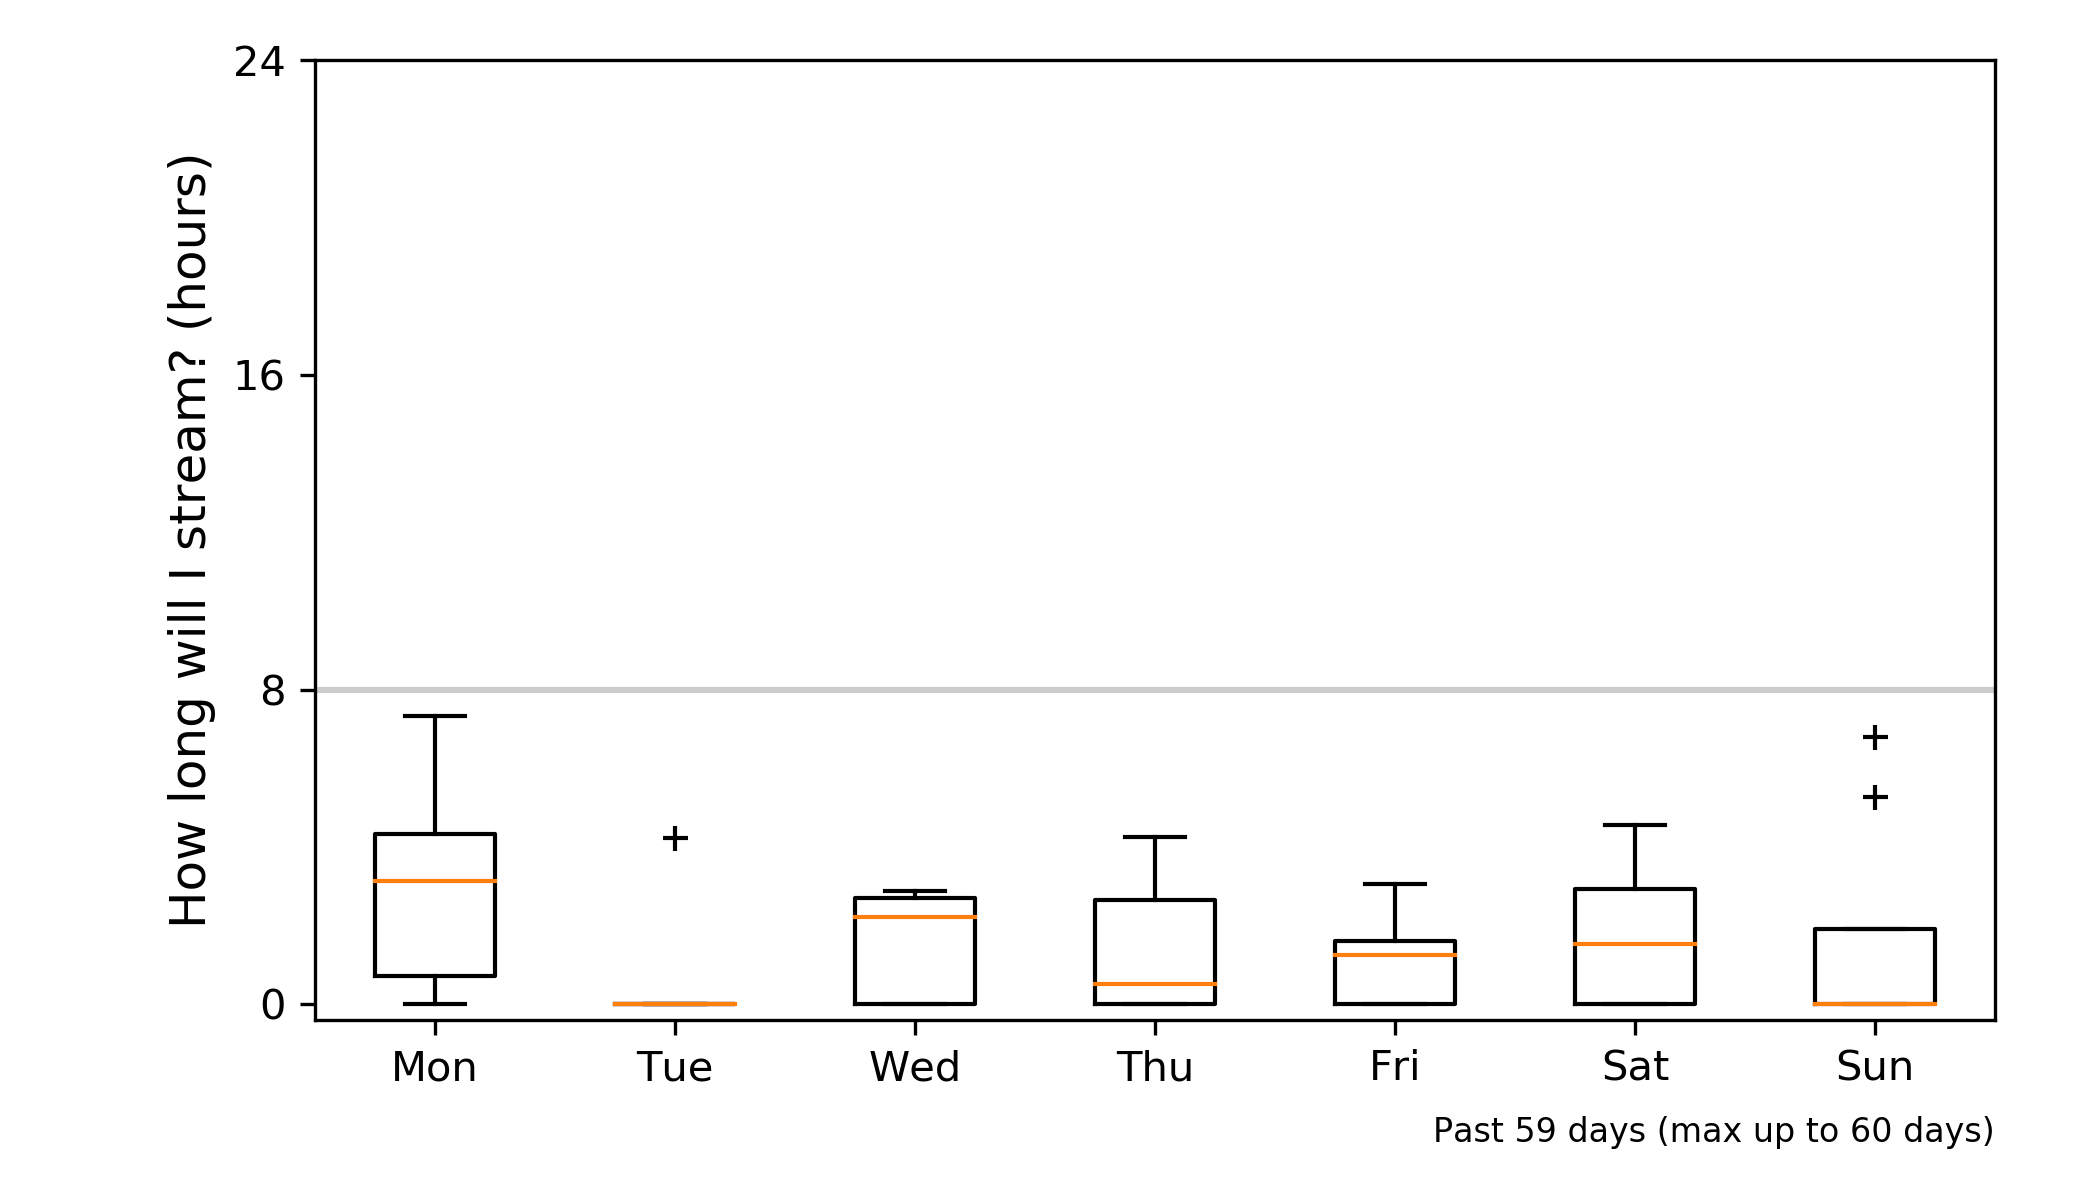 How long will I stream? (hours)
24
16
8
0
Mon Tue Wed Thu Fri Sat Sun
Past 59 days (max up to 60 days)